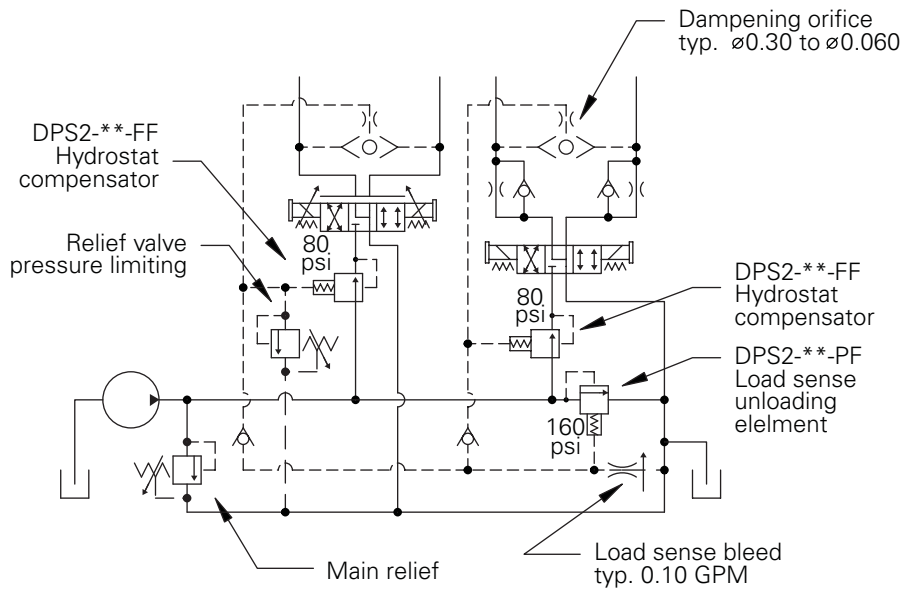 Dampening orifice
typ. ⌀0.30 to ⌀0.060
DPS2-**-FF
Hydrostat
compensator
Relief valve
pressure limiting
80
psi
80
psi
DPS2-**-FF
Hydrostat
compensator
DPS2-**-PF
Load sense
unloading
elelment
160
psi
Main relief
Load sense bleed
typ. 0.10 GPM